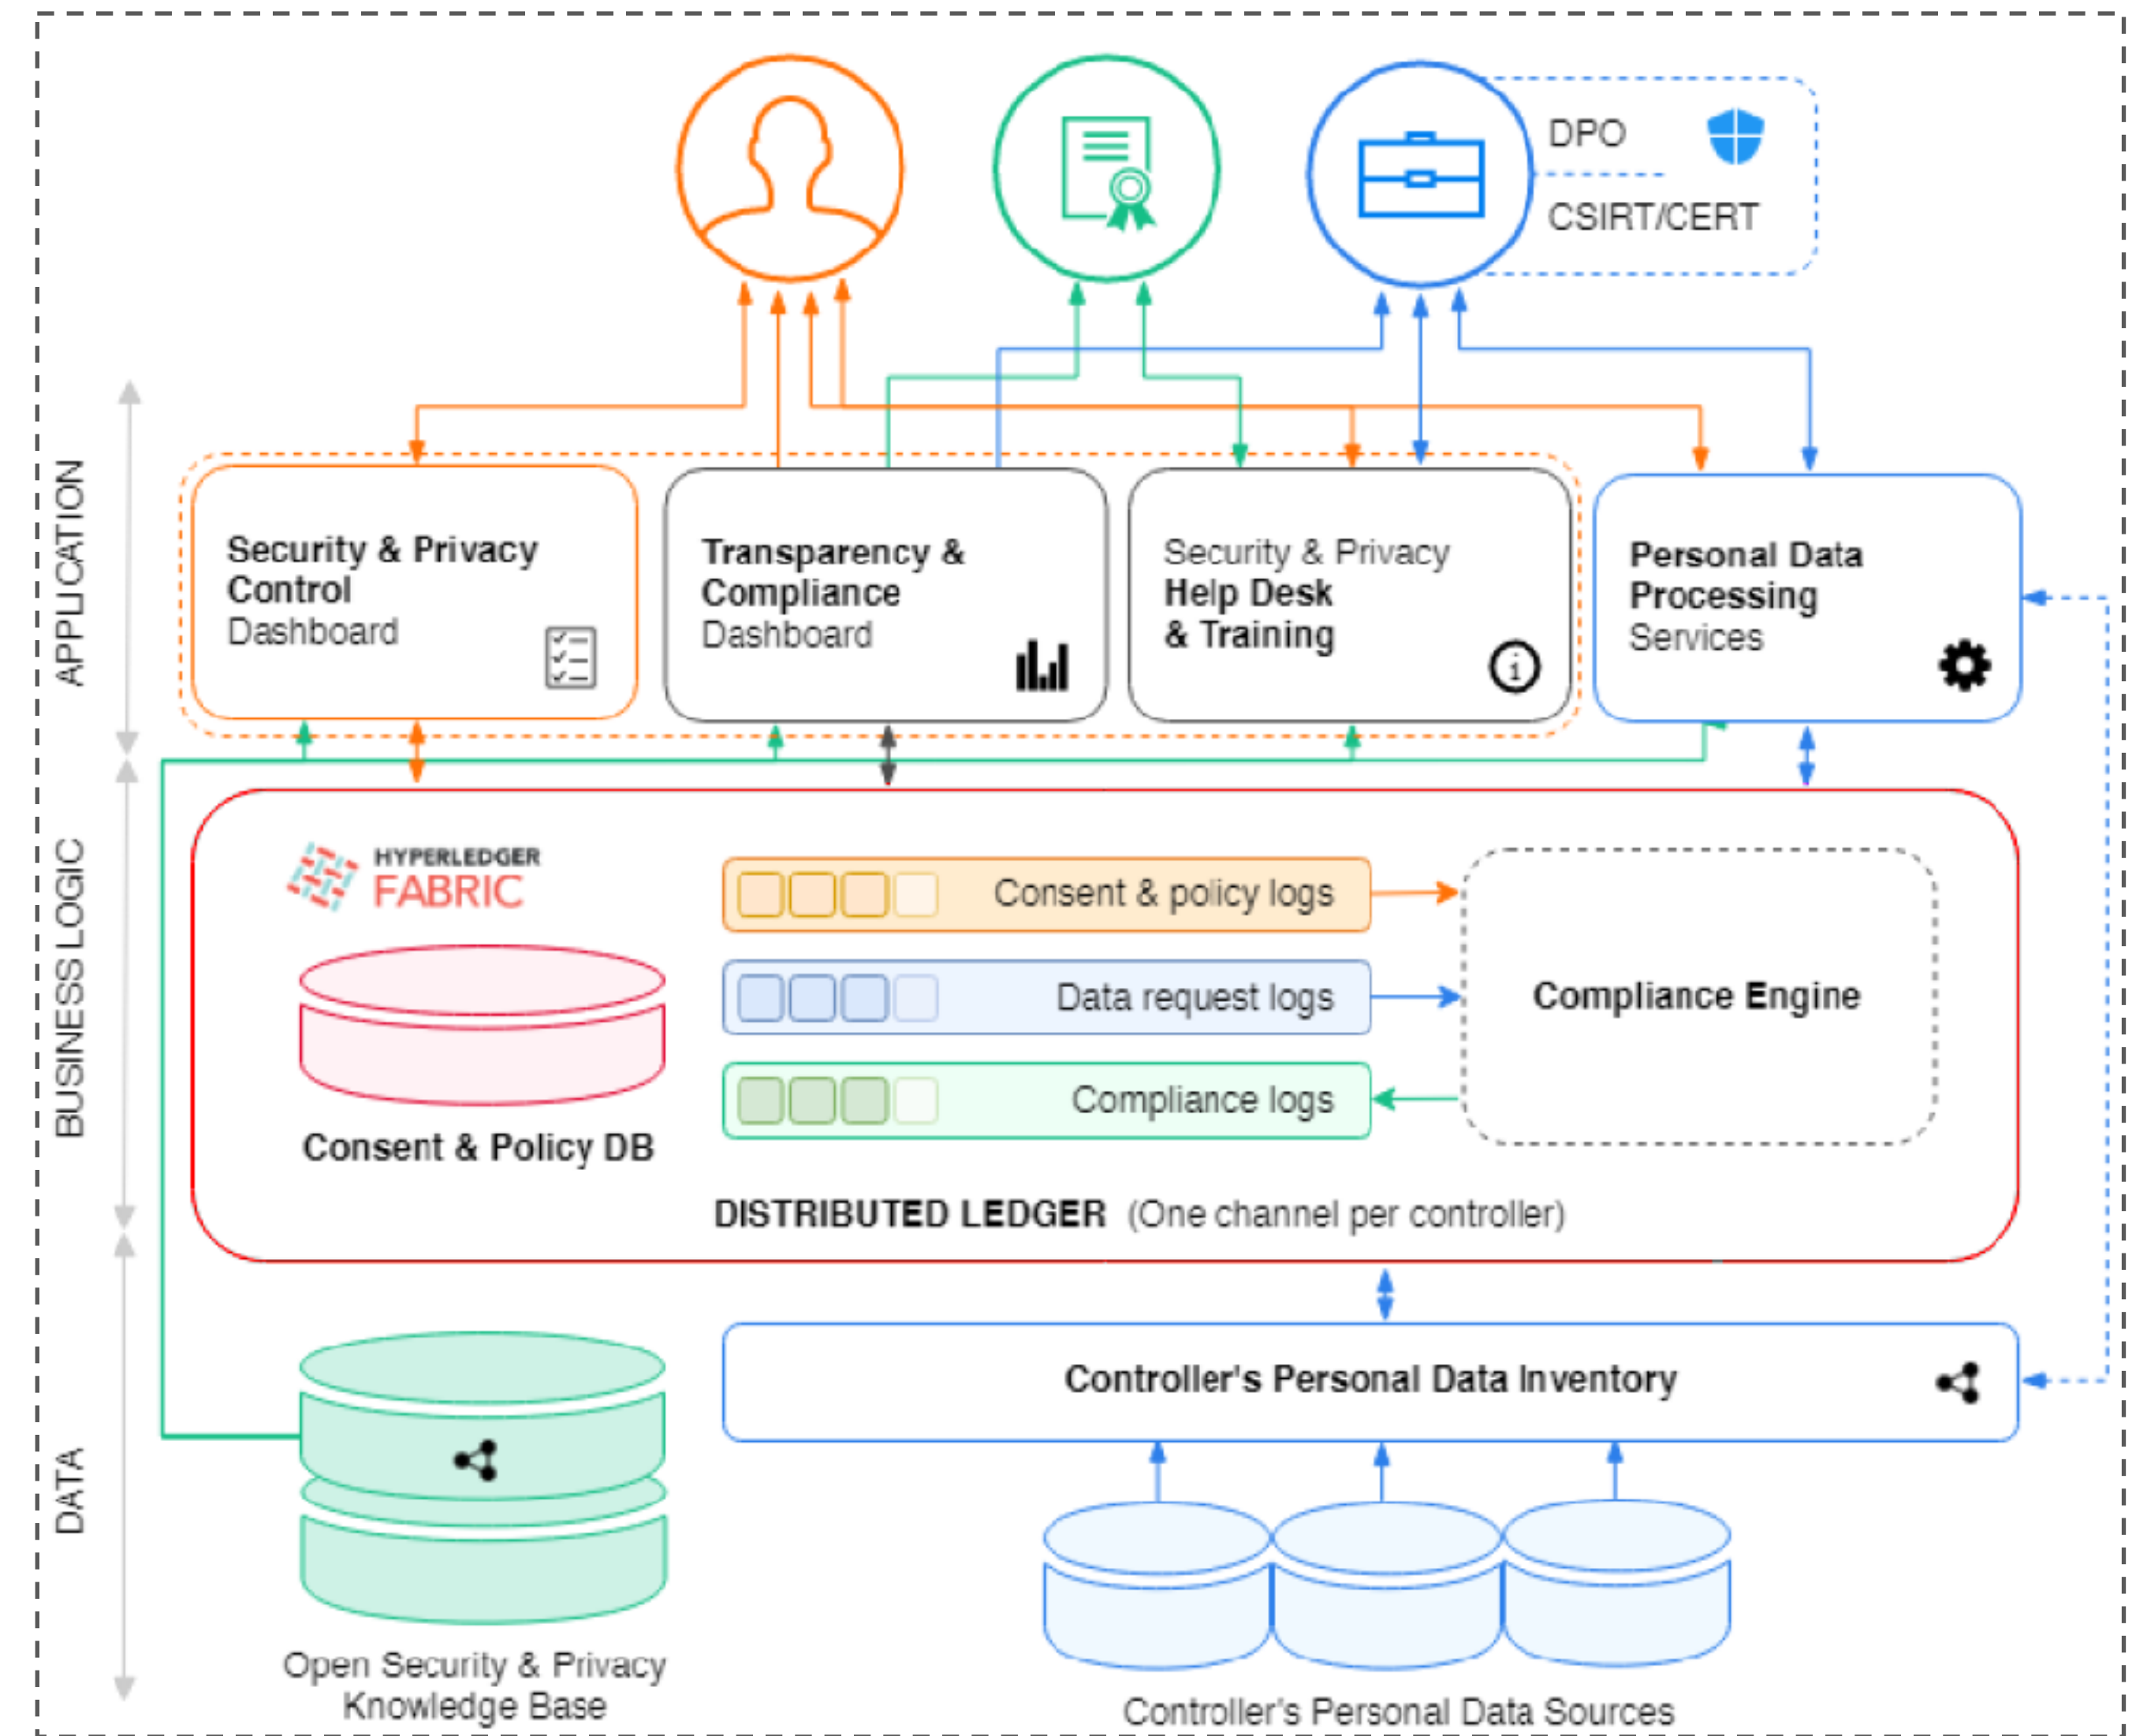 DPO
CSIRT/CERT
APPLICATION
Security & Privacy
Control
Dashboard
Transparency &
Compliance
Dashboard
Security & Privacy
Help Desk
& Training
i
Personal Data
Processing
Services
BUSINESS LOGIC
HYPERLEDGER
FABRIC
Consent & Policy DB
Consent & policy logs
Data request logs
Compliance logs
Compliance Engine
DISTRIBUTED LEDGER (One channel per controller)
DATA
Controller's Personal Data Inventory
Open Security & Privacy
Knowledge Base
Controller's Personal Data Sources